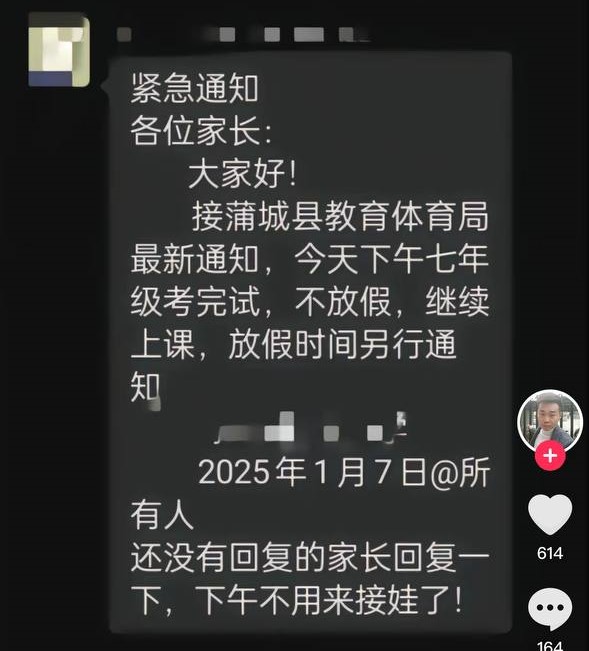 紧急通知
各位家长：
大家好！
接蒲城县教育体育局
最新通知，今天下午七年
级考完试，不放假，继续
上课，放假时间另行通
知
2025年1月7日@所
有人
还没有回复的家长回复一
下，下午不用来接娃了！
614
164